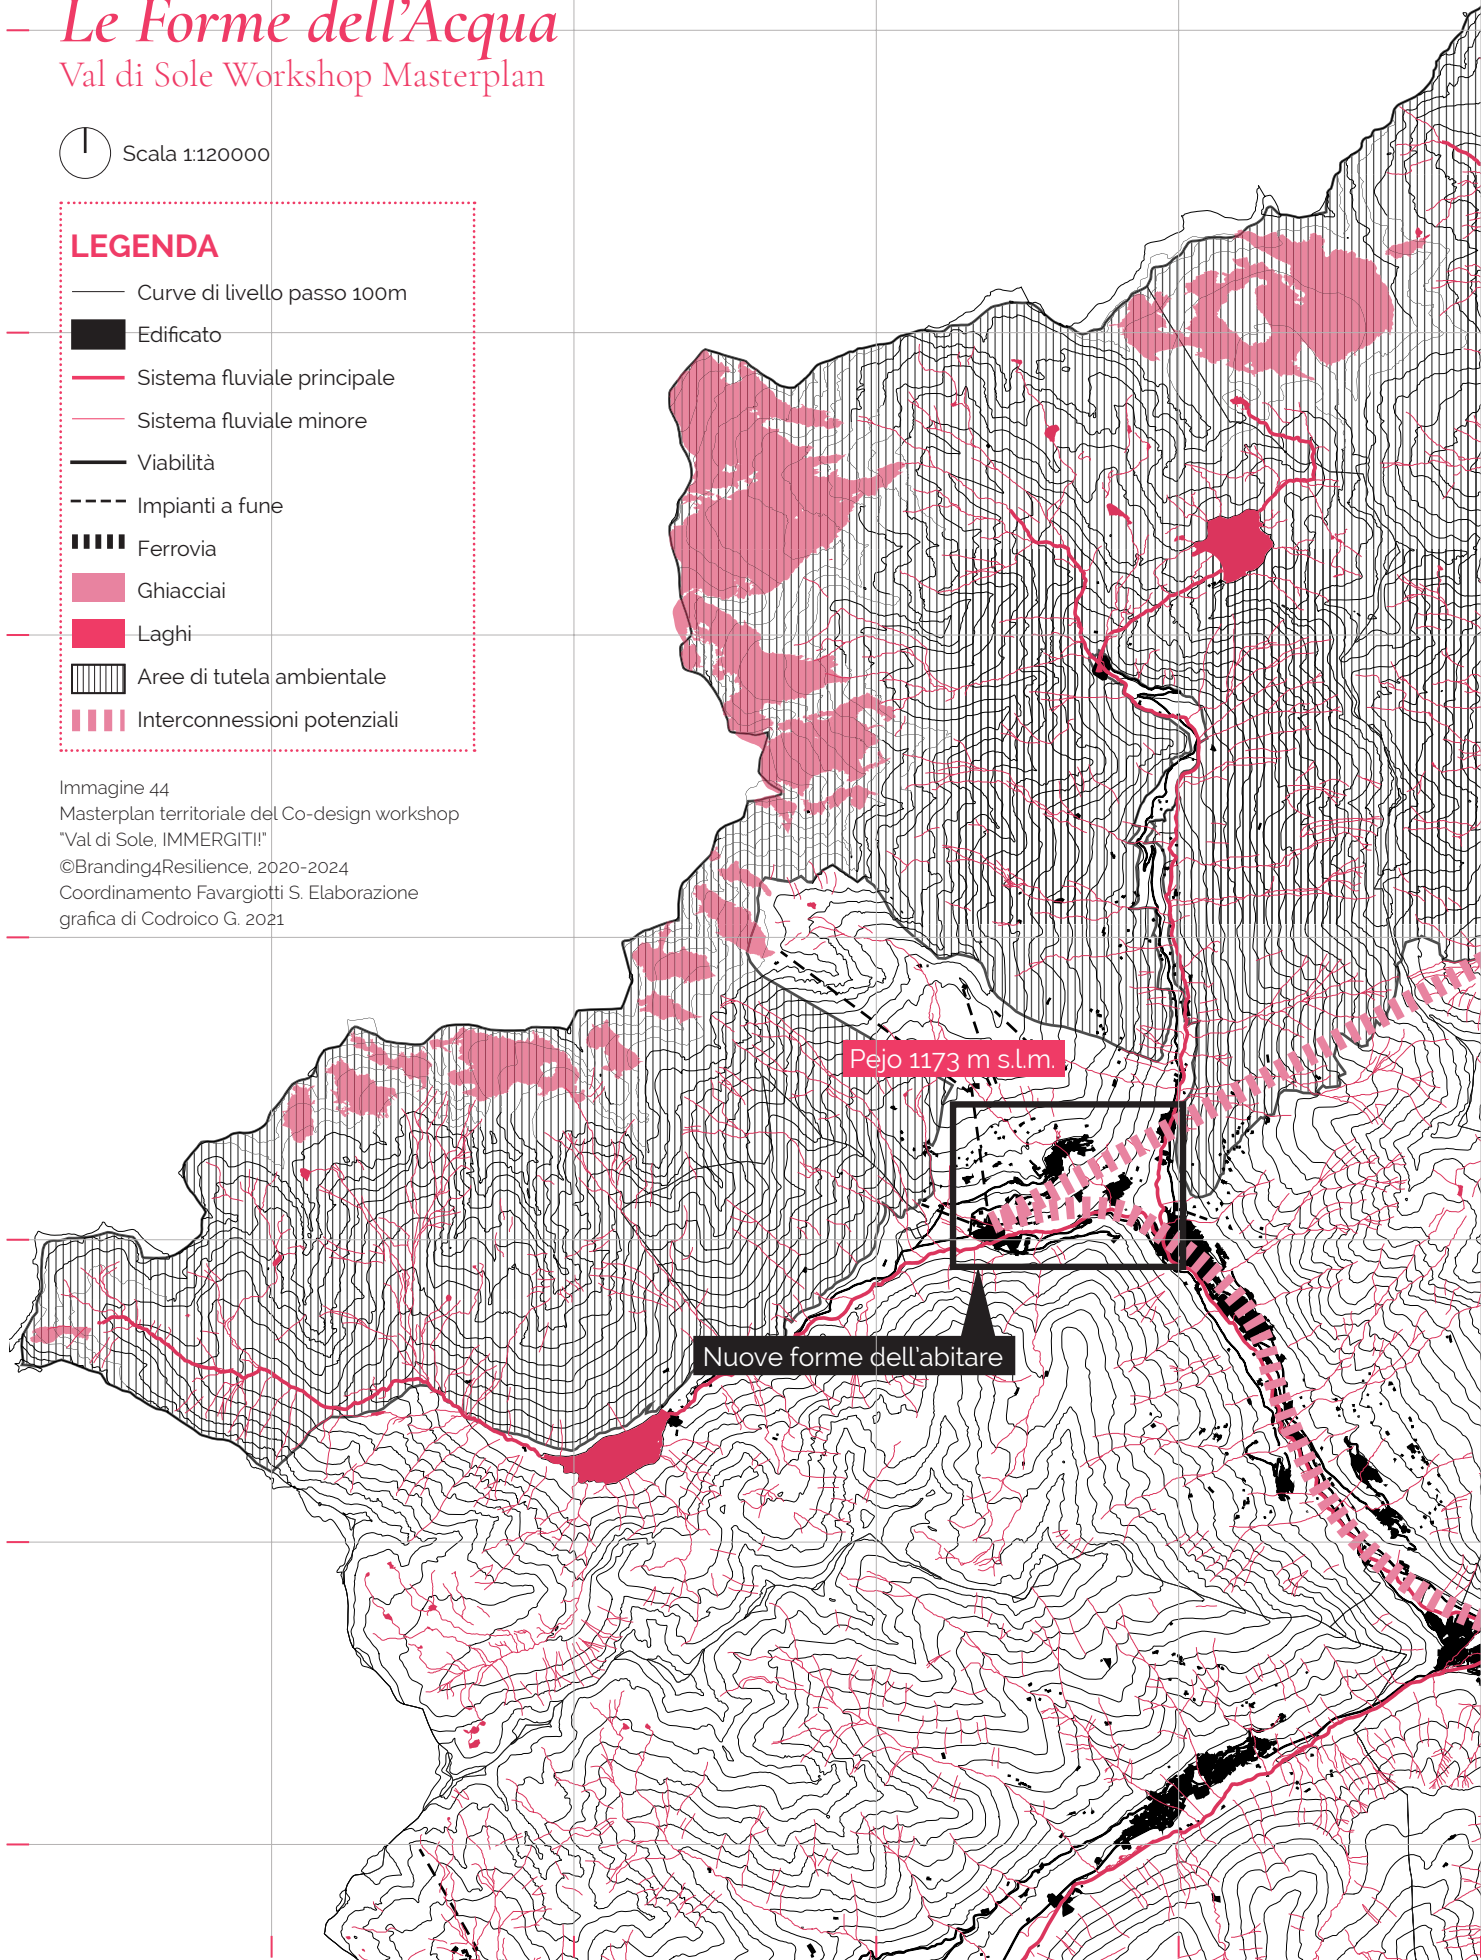 Le Forme dell'Acqua
Val di Sole Workshop Masterplan
Scala 1:120000
LEGENDA
Curve di livello passo 100m
Edificato
Sistema fluviale principale
Sistema fluviale minore
Viabilità
Impianti a fune
Ferrovia
Ghiacciai
Laghi
Aree di tutela ambientale
Interconnessioni potenziali
Immagine 44
Masterplan territoriale del Co-design workshop
"Val di Sole, IMMERGITI!"
©Branding4Resilience, 2020-2024
Coordinamento Favargiotti S. Elaborazione
grafica di Codroico G. 2021
Pejo 1173 m s.l.m.
Nuove forme dell'abitare